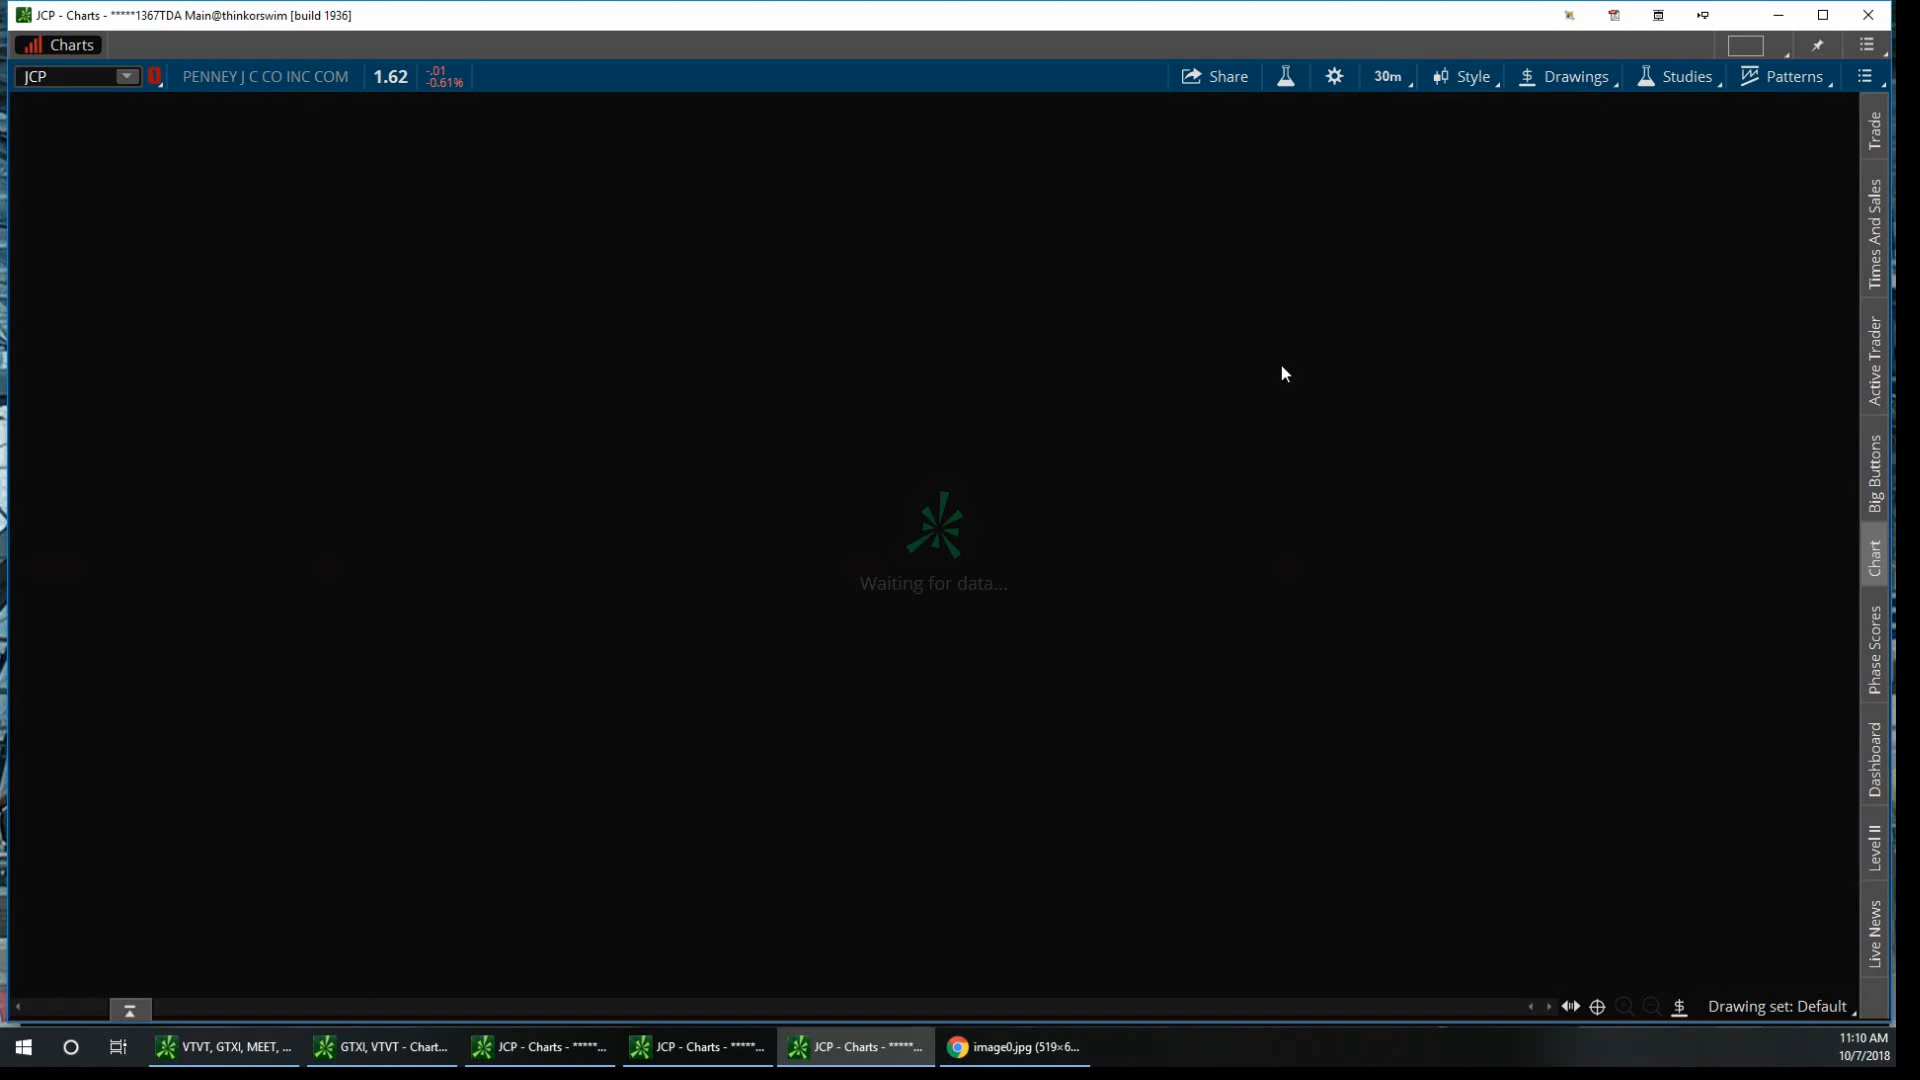 JCP - Charts - *****1367TDA Main@thinkorswim [build 1936]
Charts
JCP
PENNEY J C CO INC COM
1.62
-.01
-0.61%
Share
30m
Style
Drawings
Studies
Patterns
Trade
Times And Sales
Active Trader
Big Buttons
Chart
Phase Scores
Dashboard
Level II
Live News
Waiting for data...
Drawing set: Default
VTVT, GTXI, MEET, ...
GTXI, VTVT - Chart...
JCP - Charts - *****...
JCP - Charts - *****...
JCP - Charts - *****...
image0.jpg (519×6...
11:10 AM
10/7/2018